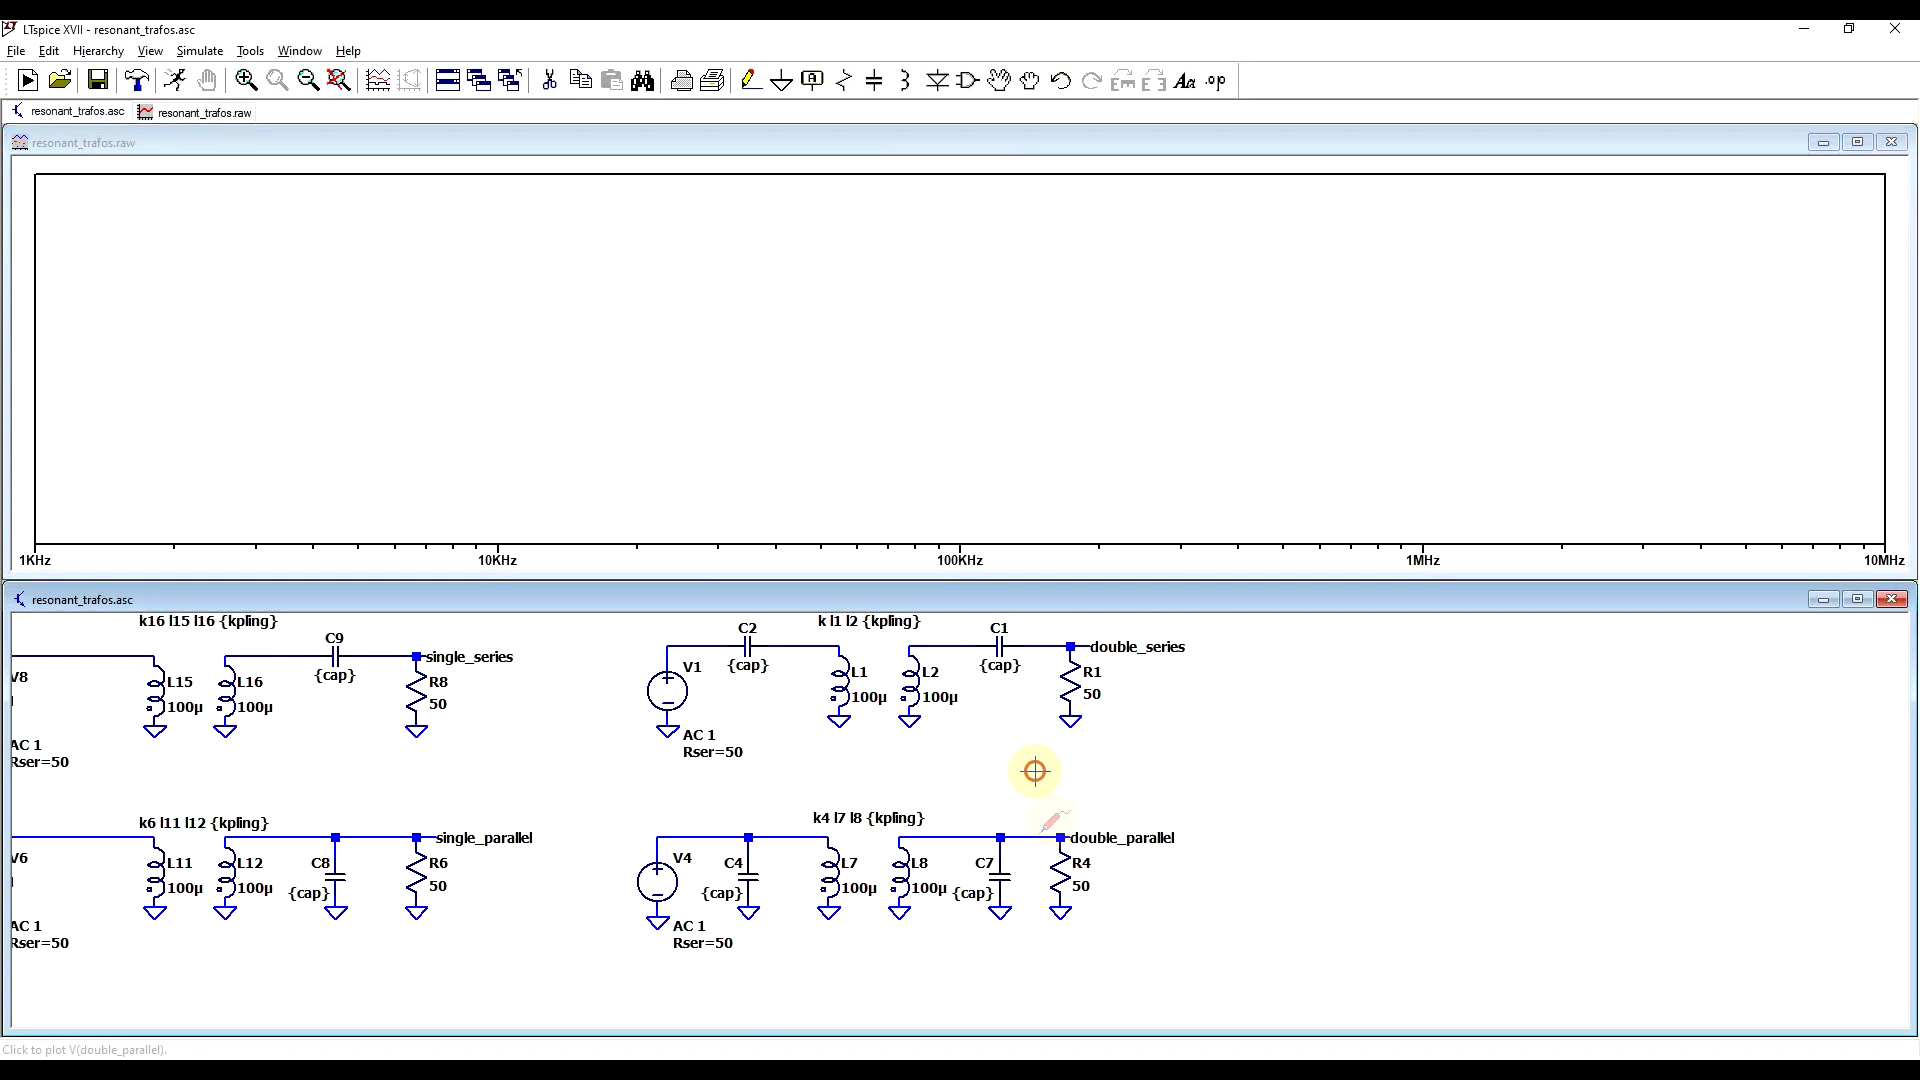 LTspice XVII - resonant_trafos.asc
File Edit Hierarchy View Simulate Tools Window Help
resonant_trafos.asc resonant_trafos.raw
resonant_trafos.raw
1KHz 10KHz 100KHz 1MHz 10MHz
resonant_trafos.asc
k16 l15 l16 {kpling}
C9
{cap}
single_series
V8
L15
100µ
L16
100µ
R8
50
AC 1
Rser=50
k l1 l2 {kpling}
C2
{cap}
C1
{cap}
double_series
V1
L1
100µ
L2
100µ
R1
50
AC 1
Rser=50
k6 l11 l12 {kpling}
single_parallel
V6
L11
100µ
L12
100µ
C8
{cap}
R6
50
AC 1
Rser=50
k4 l7 l8 {kpling}
double_parallel
V4
C4
{cap}
L7
100µ
L8
100µ
C7
{cap}
R4
50
AC 1
Rser=50
Click to plot V(double_parallel).